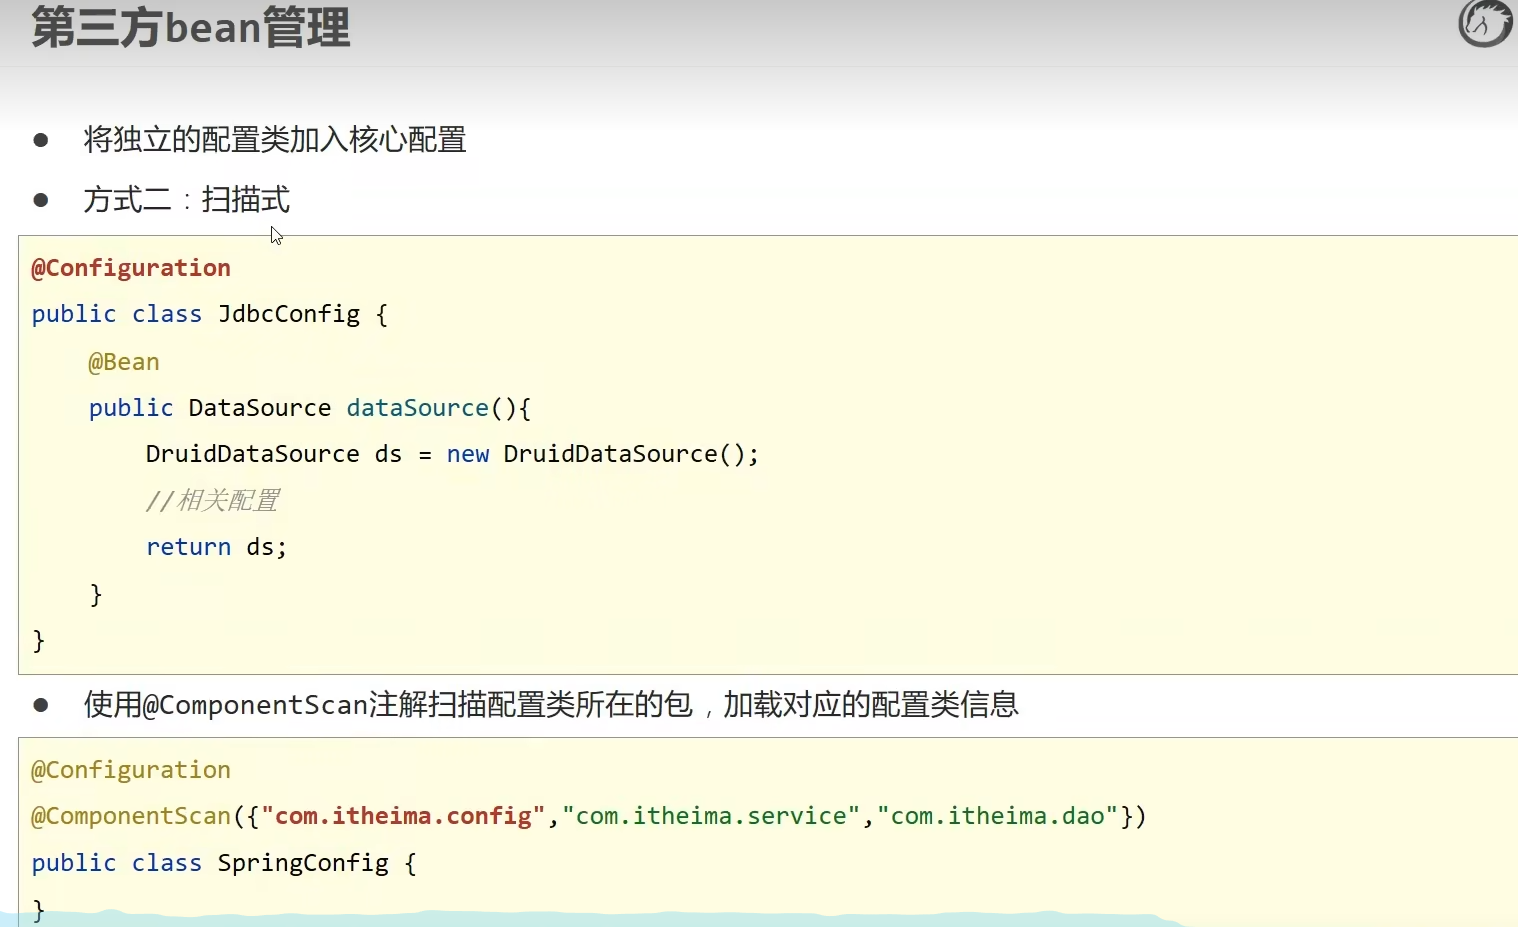 第三方bean管理
● 将独立的配置类加入核心配置
● 方式二：扫描式
@Configuration
public class JdbcConfig {
    @Bean
    public DataSource dataSource(){
        DruidDataSource ds = new DruidDataSource();
        //相关配置
        return ds;
    }
}
● 使用@ComponentScan注解扫描配置类所在的包，加载对应的配置类信息
@Configuration
@ComponentScan({"com.itheima.config","com.itheima.service","com.itheima.dao"})
public class SpringConfig {
}